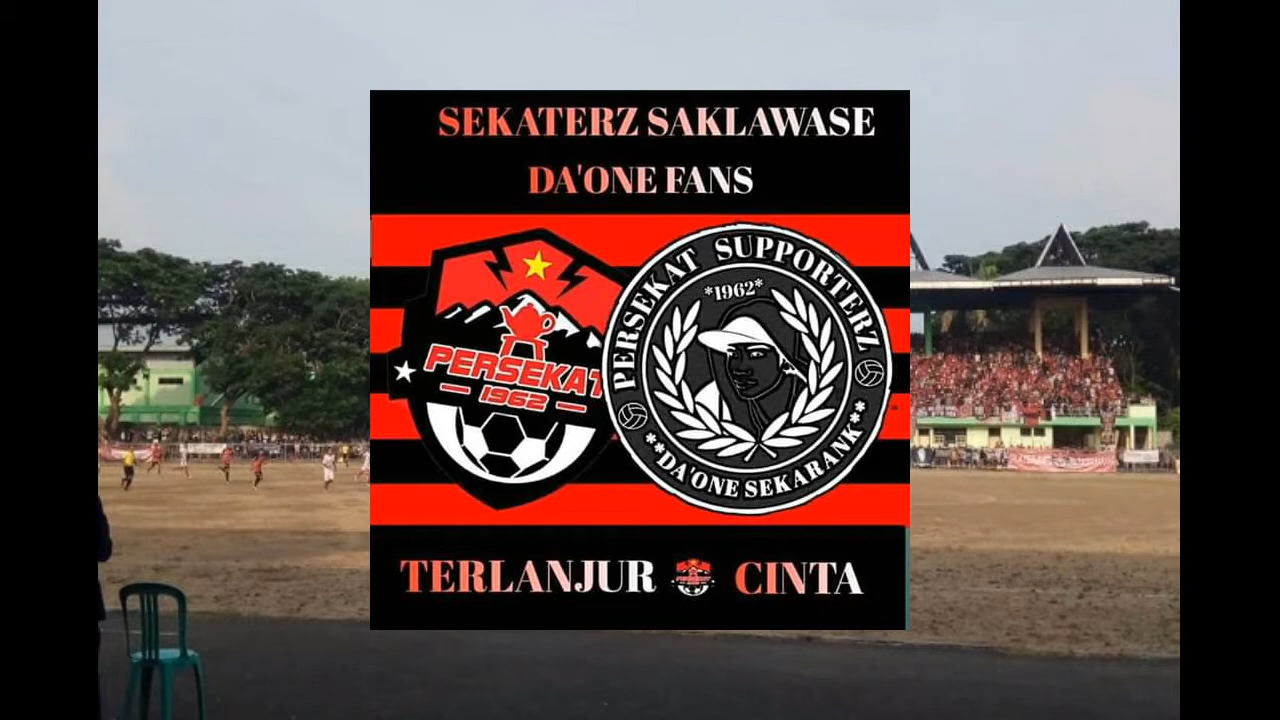 SEKATERZ SAKLAWASE
DA'ONE FANS
PERSEKAT
1962
PERSEKAT SUPPORTERZ
*1962*
**DA'ONE SEKARANK**
TERLANJUR CINTA